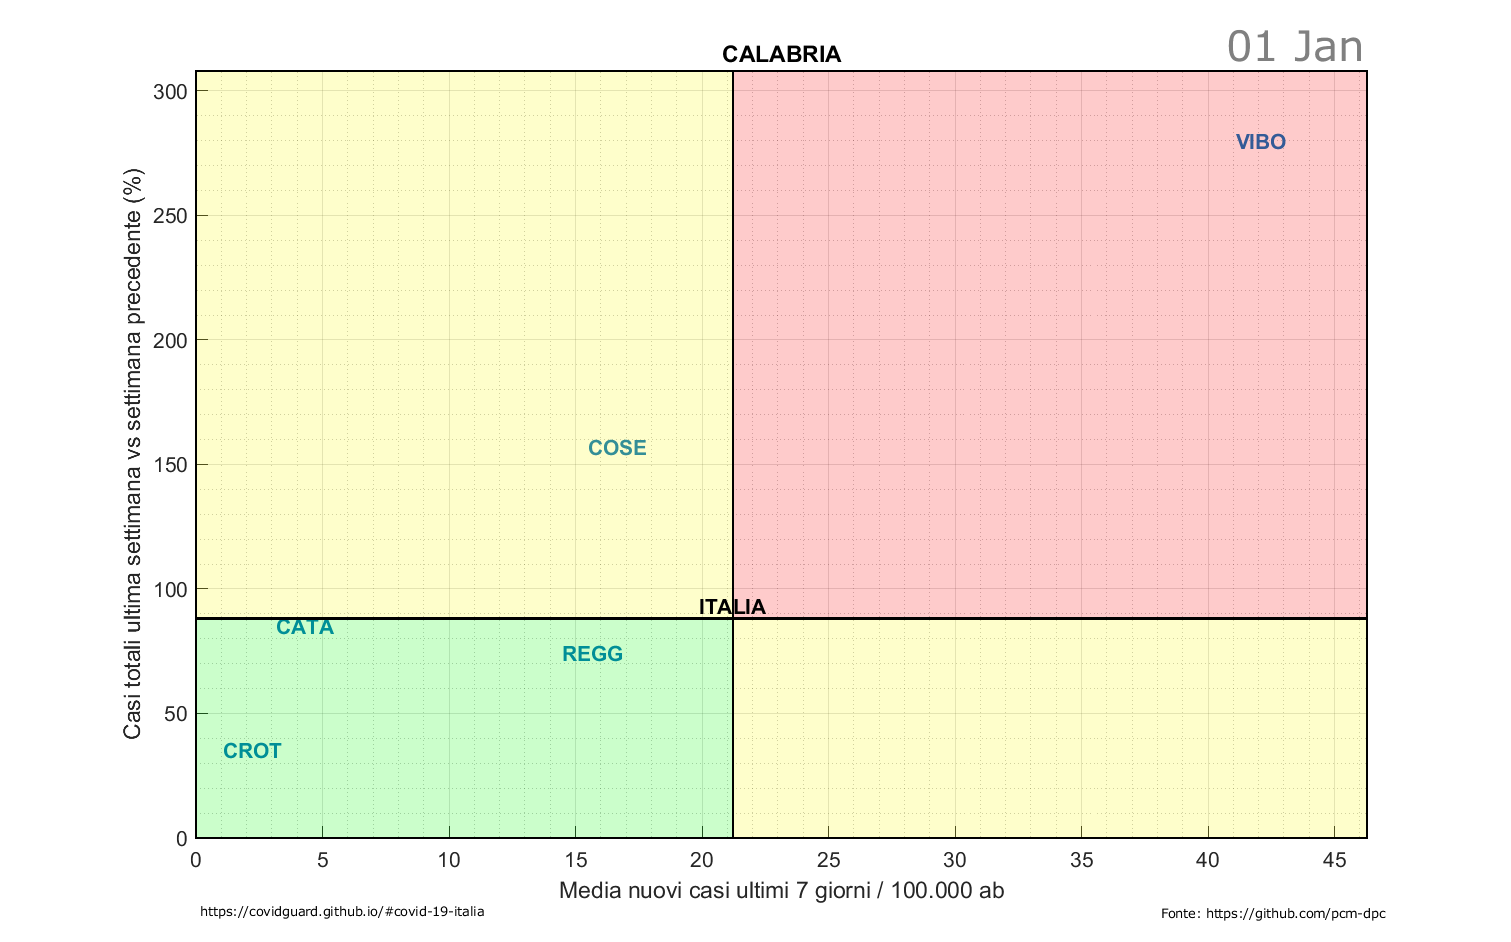 CALABRIA
01 Jan
Casi totali ultima settimana vs settimana precedente (%)
300
250
200
150
100
50
0
VIBO
COSE
ITALIA
CATA
REGG
CROT
0 5 10 15 20 25 30 35 40 45
Media nuovi casi ultimi 7 giorni / 100.000 ab
https://covidguard.github.io/#covid-19-italia
Fonte: https://github.com/pcm-dpc